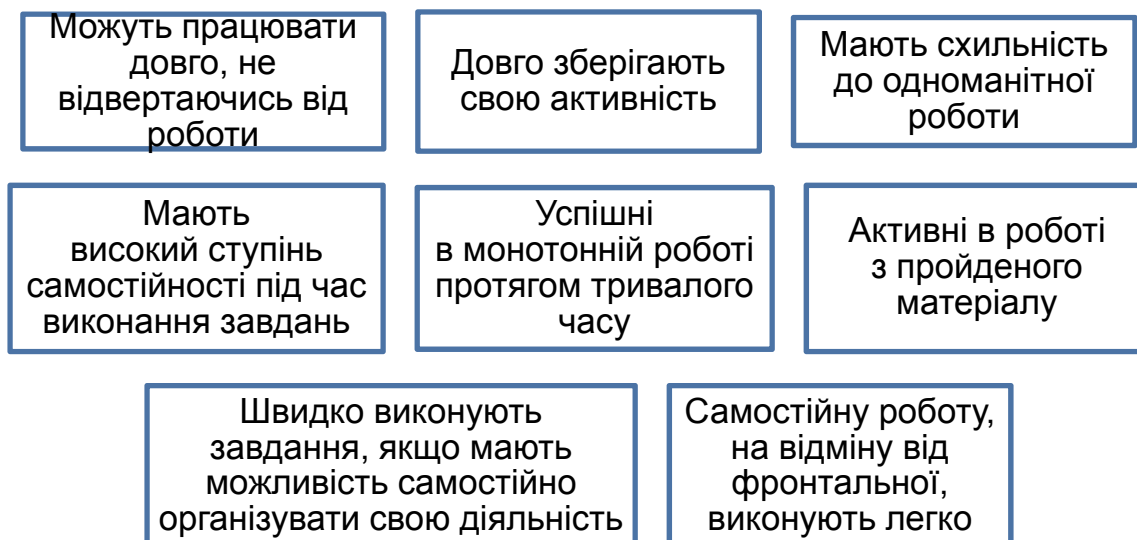 Можуть працювати
довго, не
відвертаючись від
роботи
Довго зберігають
свою активність
Мають схильність
до одноманітної
роботи
Мають
високий ступінь
самостійності під час
виконання завдань
Успішні
в монотонній роботі
протягом тривалого
часу
Активні в роботі
з пройденого
матеріалу
Швидко виконують
завдання, якщо мають
можливість самостійно
організувати свою діяльність
Самостійну роботу,
на відміну від
фронтальної,
виконують легко